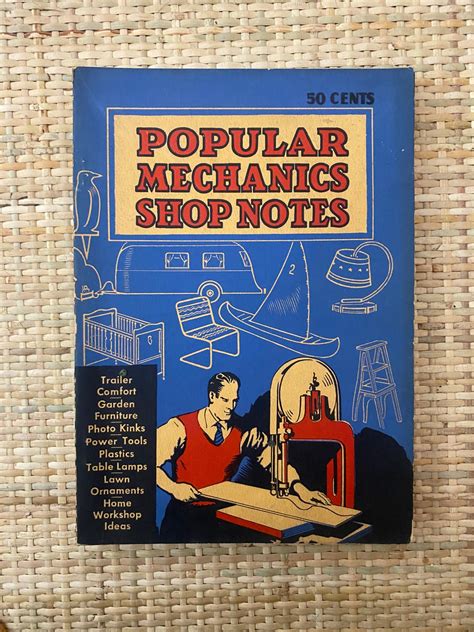 50 CENTS
POPULAR
MECHANICS
SHOP NOTES
2
Trailer
Comfort
Garden
Furniture
Photo Kinks
Power Tools
Plastics
Table Lamps
Lawn
Ornaments
Home
Workshop
Ideas